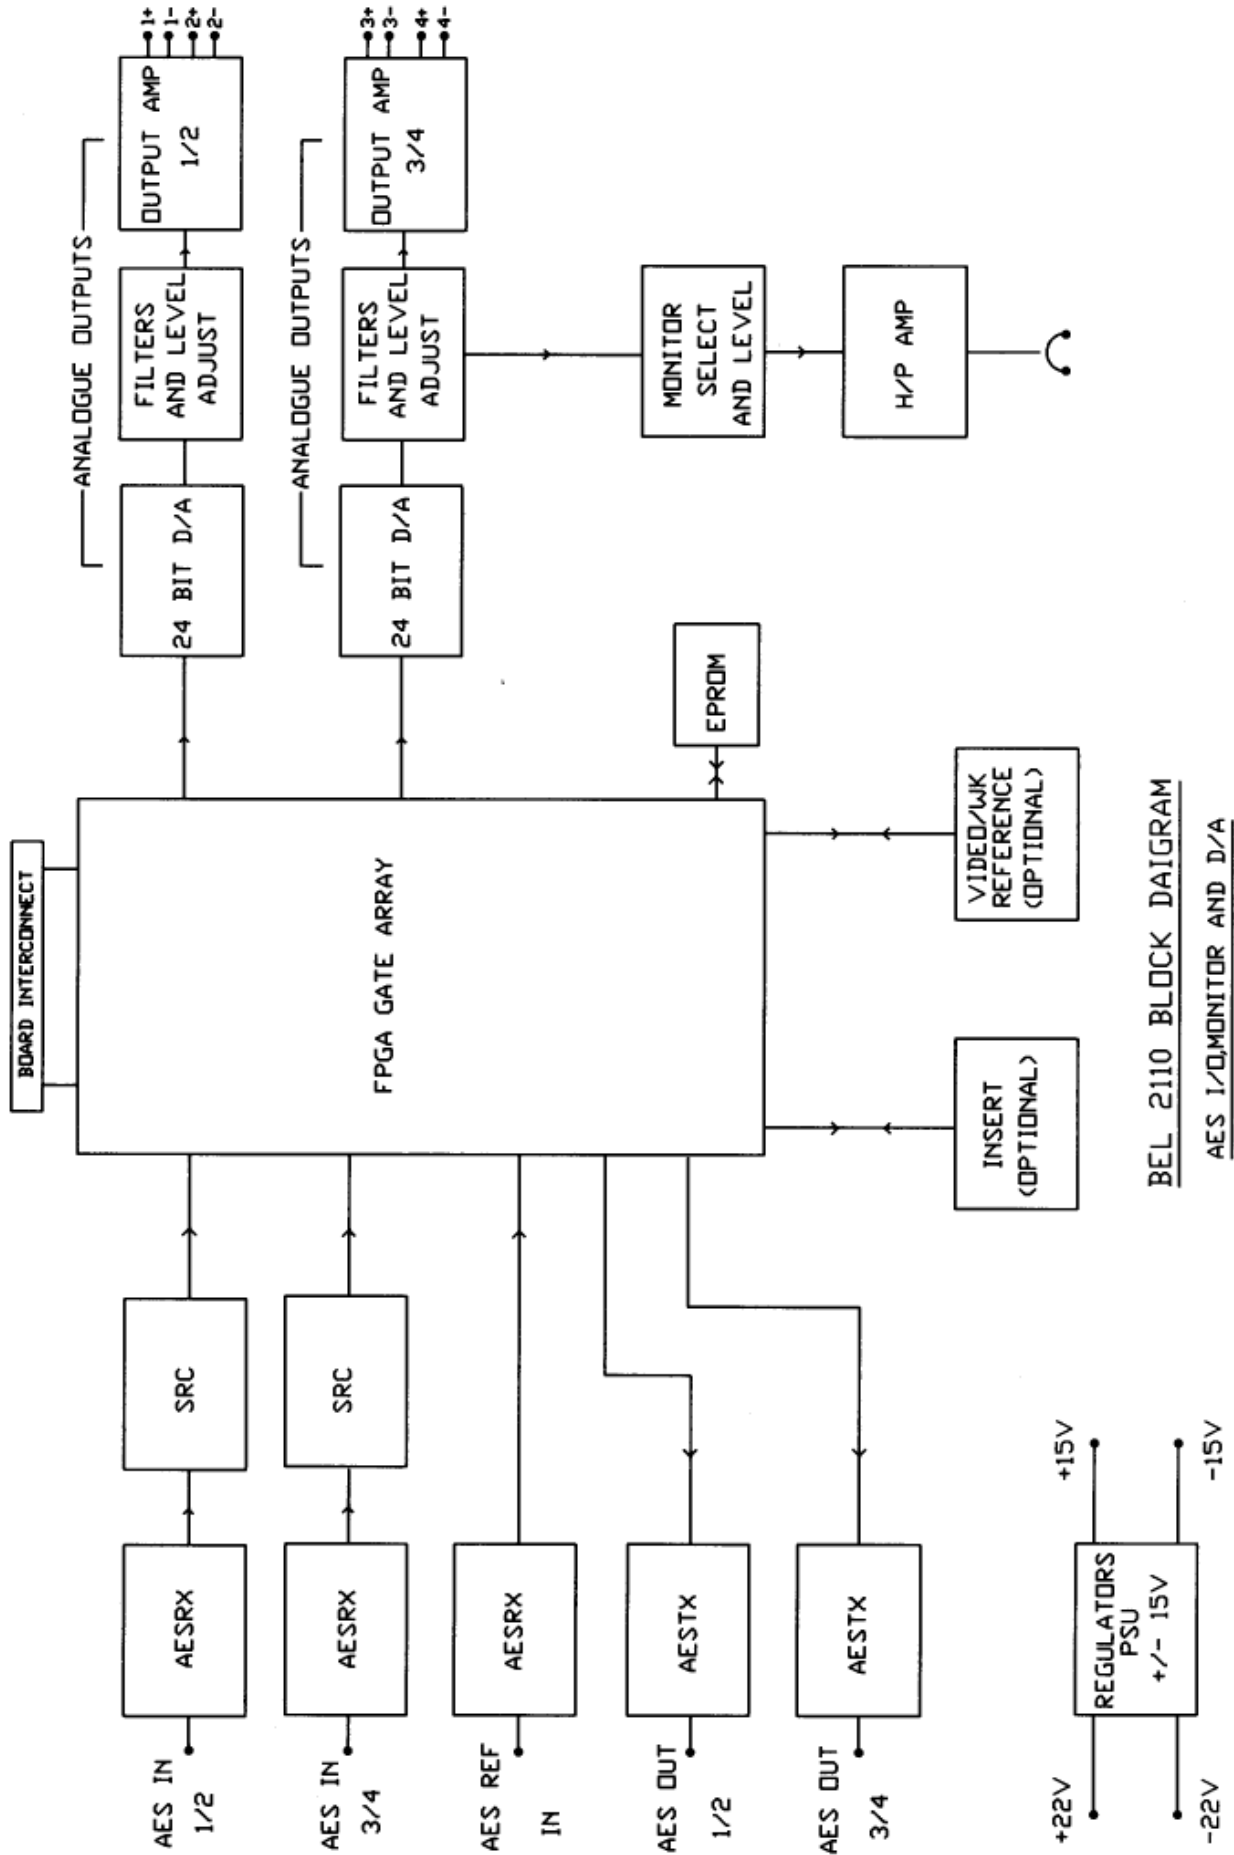 BOARD INTERCONNECT
AES IN
1/2
AESRX
SRC
AES IN
3/4
AESRX
SRC
AES REF
IN
AESRX
AES OUT
1/2
AESTX
AES OUT
3/4
AESTX
FPGA GATE ARRAY
ANALOGUE OUTPUTS
24 BIT D/A
FILTERS
AND LEVEL
ADJUST
OUTPUT AMP
1/2
1+
1-
2+
2-
ANALOGUE OUTPUTS
24 BIT D/A
FILTERS
AND LEVEL
ADJUST
OUTPUT AMP
3/4
3+
3-
4+
4-
MONITOR
SELECT
AND LEVEL
H/P AMP
EPROM
INSERT
(OPTIONAL)
VIDEO/WK
REFERENCE
(OPTIONAL)
+22V
-22V
REGULATORS
PSU
+/- 15V
+15V
-15V
BEL 2110 BLOCK DAIGRAM
AES I/O,MONITOR AND D/A